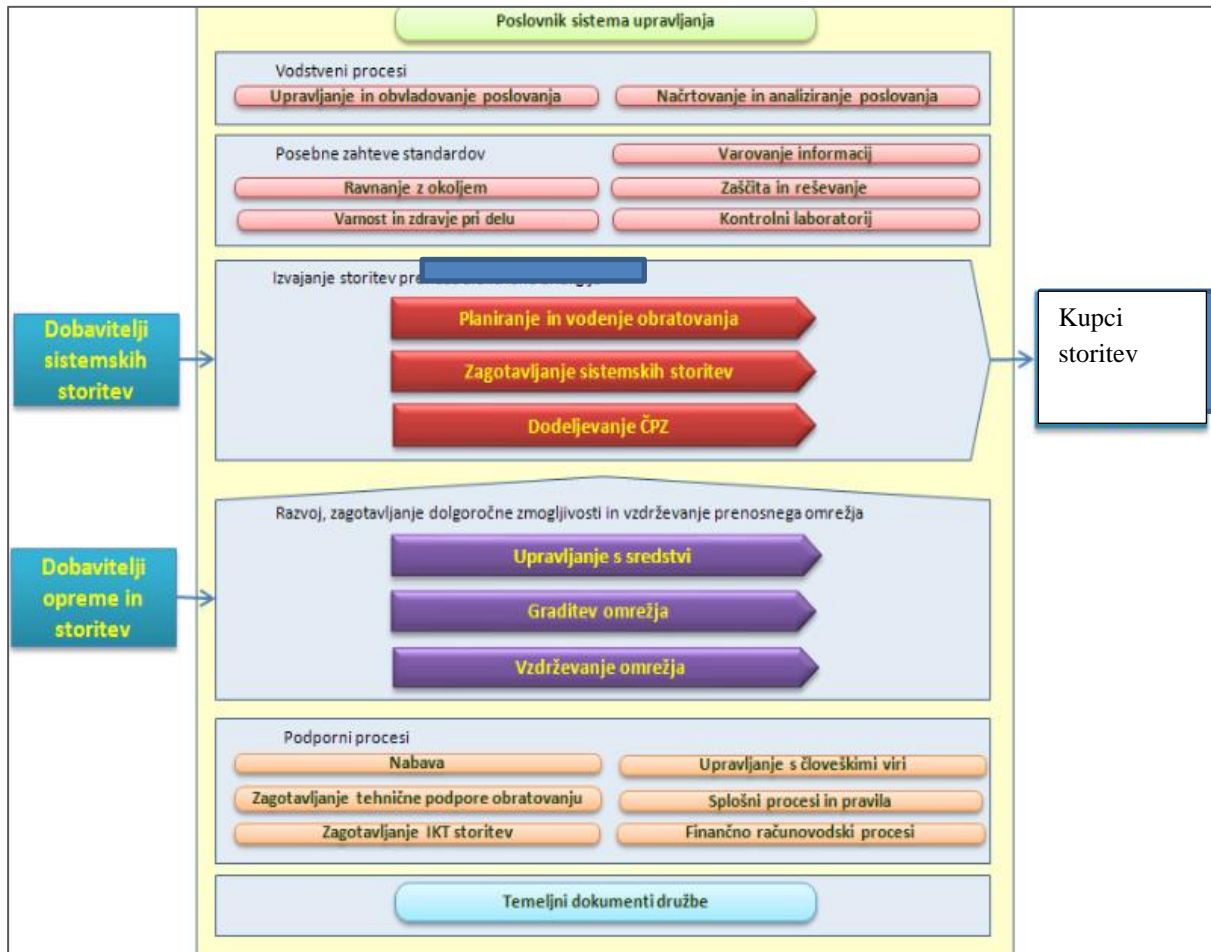 Poslovnik sistema upravljanja
Vodstveni procesi
Upravljanje in obvladovanje poslovanja
Načrtovanje in analiziranje poslovanja
Posebne zahteve standardov
Varovanje informacij
Ravnanje z okoljem
Zaščita in reševanje
Varnost in zdravje pri delu
Kontrolni laboratorij
Izvajanje storitev
Planiranje in vodenje obratovanja
Zagotavljanje sistemskih storitev
Dodeljevanje ČPZ
Dobavitelji
sistemskih
storitev
Kupci
storitev
Razvoj, zagotavljanje dolgoročne zmogljivosti in vzdrževanje prenosnega omrežja
Upravljanje s sredstvi
Graditev omrežja
Vzdrževanje omrežja
Dobavitelji
opreme in
storitev
Podporni procesi
Nabava
Upravljanje s človeškimi viri
Zagotavljanje tehnične podpore obratovanju
Splošni procesi in pravila
Zagotavljanje IKT storitev
Finančno računovodski procesi
Temeljni dokumenti družbe